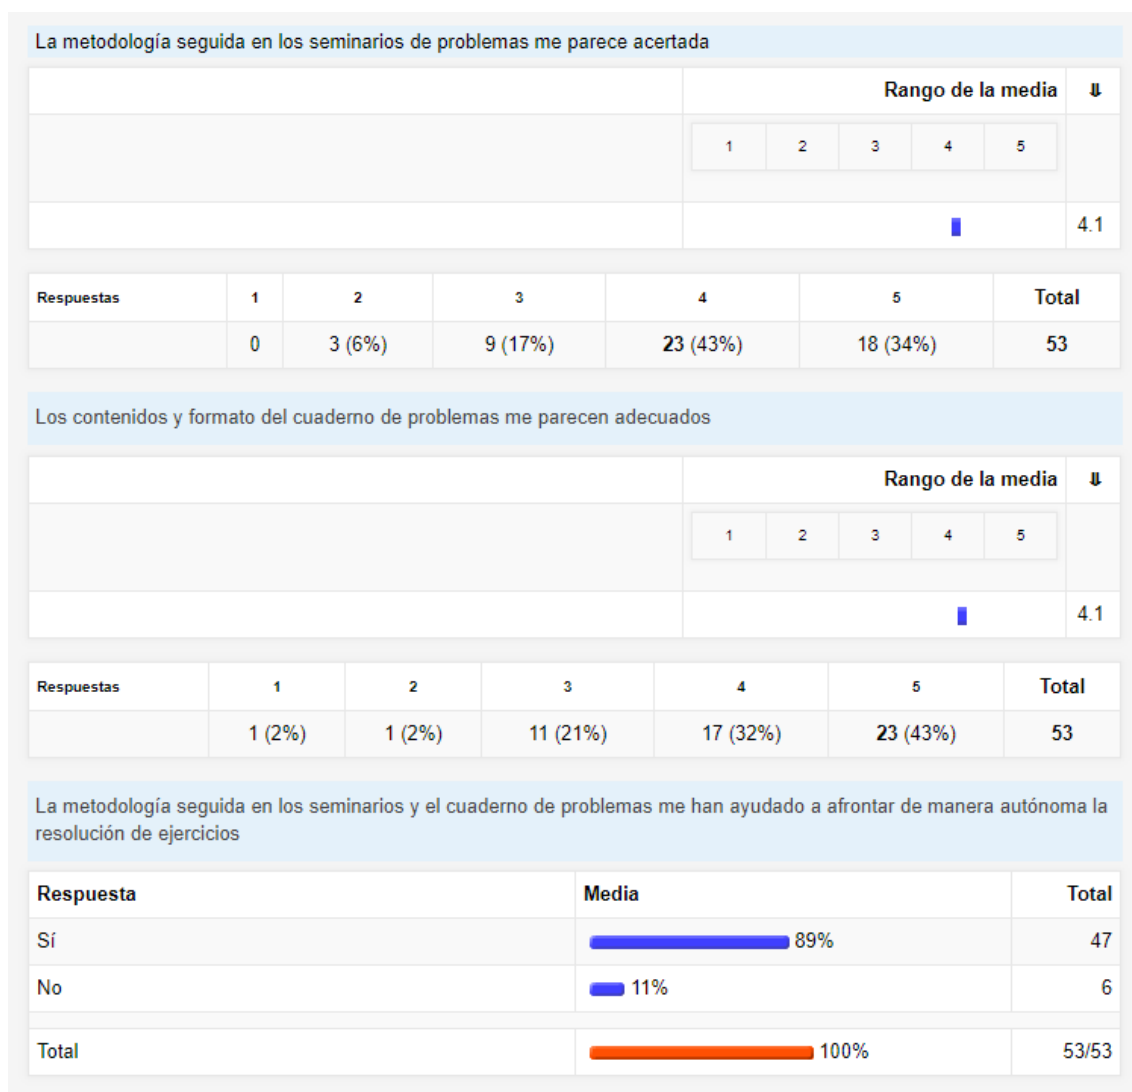 La metodología seguida en los seminarios de problemas me parece acertada
Rango de la media ⇓
1 2 3 4 5
4.1
Respuestas 1 2 3 4 5 Total
0 3 (6%) 9 (17%) 23 (43%) 18 (34%) 53
Los contenidos y formato del cuaderno de problemas me parecen adecuados
Rango de la media ⇓
1 2 3 4 5
4.1
Respuestas 1 2 3 4 5 Total
1 (2%) 1 (2%) 11 (21%) 17 (32%) 23 (43%) 53
La metodología seguida en los seminarios y el cuaderno de problemas me han ayudado a afrontar de manera autónoma la
resolución de ejercicios
Respuesta Media Total
Sí 89% 47
No 11% 6
Total 100% 53/53